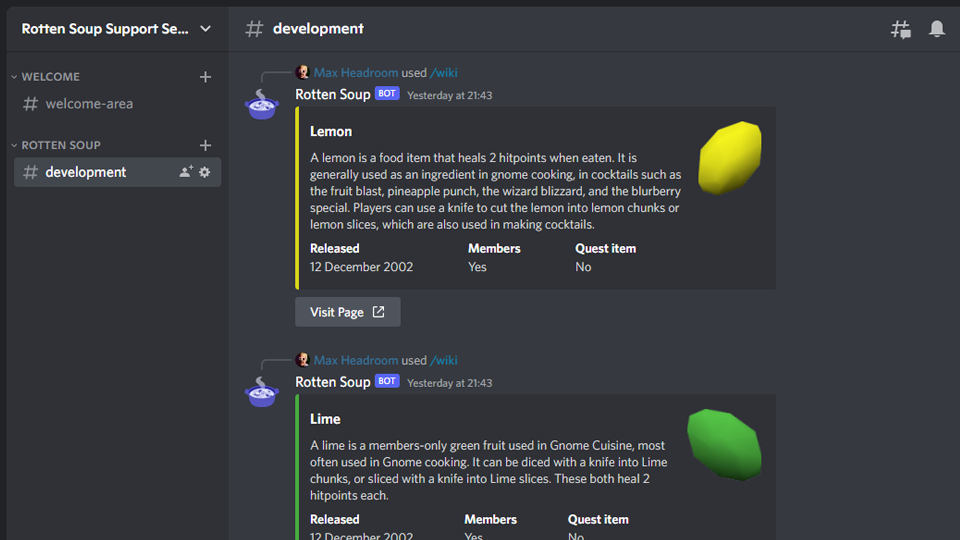 Rotten Soup Support Se...
# development
WELCOME
# welcome-area
ROTTEN SOUP
# development
Max Headroom used /wiki
Rotten Soup BOT Yesterday at 21:43
Lemon
A lemon is a food item that heals 2 hitpoints when eaten. It is
generally used as an ingredient in gnome cooking, in cocktails such as
the fruit blast, pineapple punch, the wizard blizzard, and the blurberry
special. Players can use a knife to cut the lemon into lemon chunks or
lemon slices, which are also used in making cocktails.
Released Members Quest item
12 December 2002 Yes No
Visit Page
Max Headroom used /wiki
Rotten Soup BOT Yesterday at 21:43
Lime
A lime is a members-only green fruit used in Gnome Cuisine, most
often used in Gnome cooking. It can be diced with a knife into Lime
chunks, or sliced with a knife into Lime slices. These both heal 2
hitpoints each.
Released Members Quest item
12 December 2002 Yes No